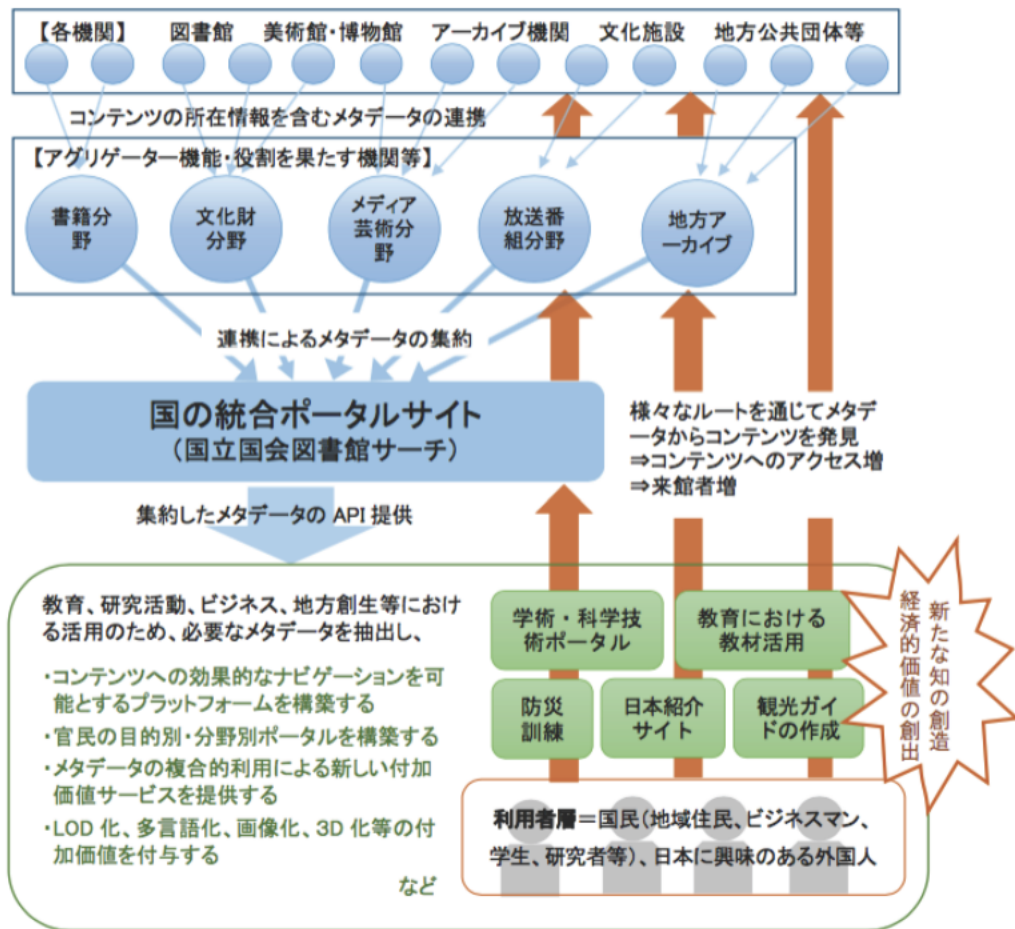 【各機関】 図書館 美術館・博物館 アーカイブ機関 文化施設 地方公共団体等
コンテンツの所在情報を含むメタデータの連携
【アグリゲーター機能・役割を果たす機関等】
書籍分
野
文化財
分野
メディア
芸術分
野
放送番
組分野
地方ア
ーカイブ
連携によるメタデータの集約
国の統合ポータルサイト
(国立国会図書館サーチ)
様々なルートを通じてメタデ
ータからコンテンツを発見
⇒コンテンツへのアクセス増
⇒来館者増
集約したメタデータの API 提供
教育、研究活動、ビジネス、地方創生等におけ
る活用のため、必要なメタデータを抽出し、
・コンテンツへの効果的なナビゲーションを可
能とするプラットフォームを構築する
・官民の目的別・分野別ポータルを構築する
・メタデータの複合的利用による新しい付加
価値サービスを提供する
・LOD 化、多言語化、画像化、3D 化等の付
加価値を付与する
など
学術・科学技
術ポータル
教育における
教材活用
防災
訓練
日本紹介
サイト
観光ガイ
ドの作成
新たな知の創造
経済的価値の創出
利用者層=国民(地域住民、ビジネスマン、
学生、研究者等)、日本に興味のある外国人